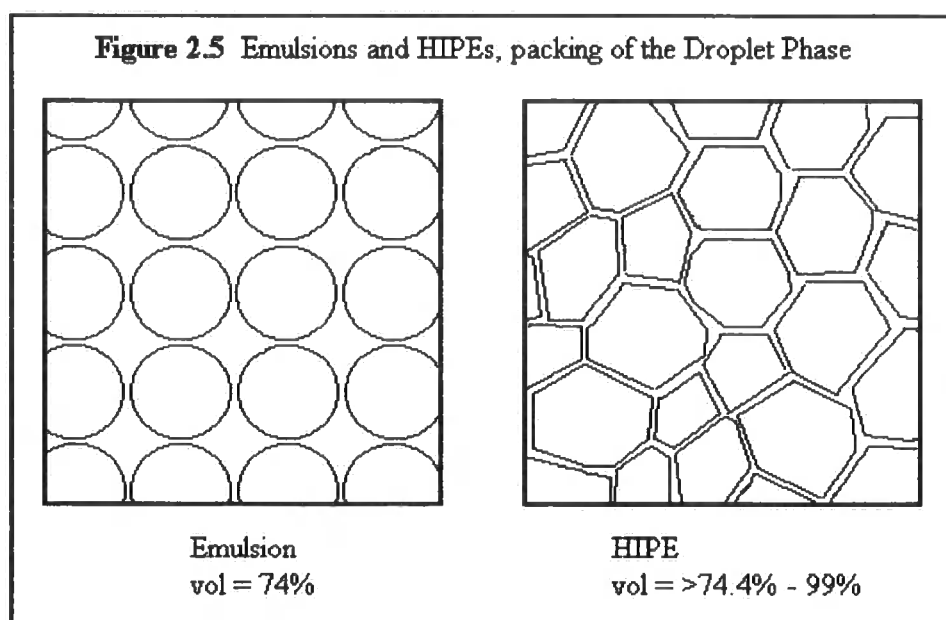 Figure 2.5 Emulsions and HIPEs, packing of the Droplet Phase
Emulsion
vol = 74%
HIPE
vol = >74.4% - 99%